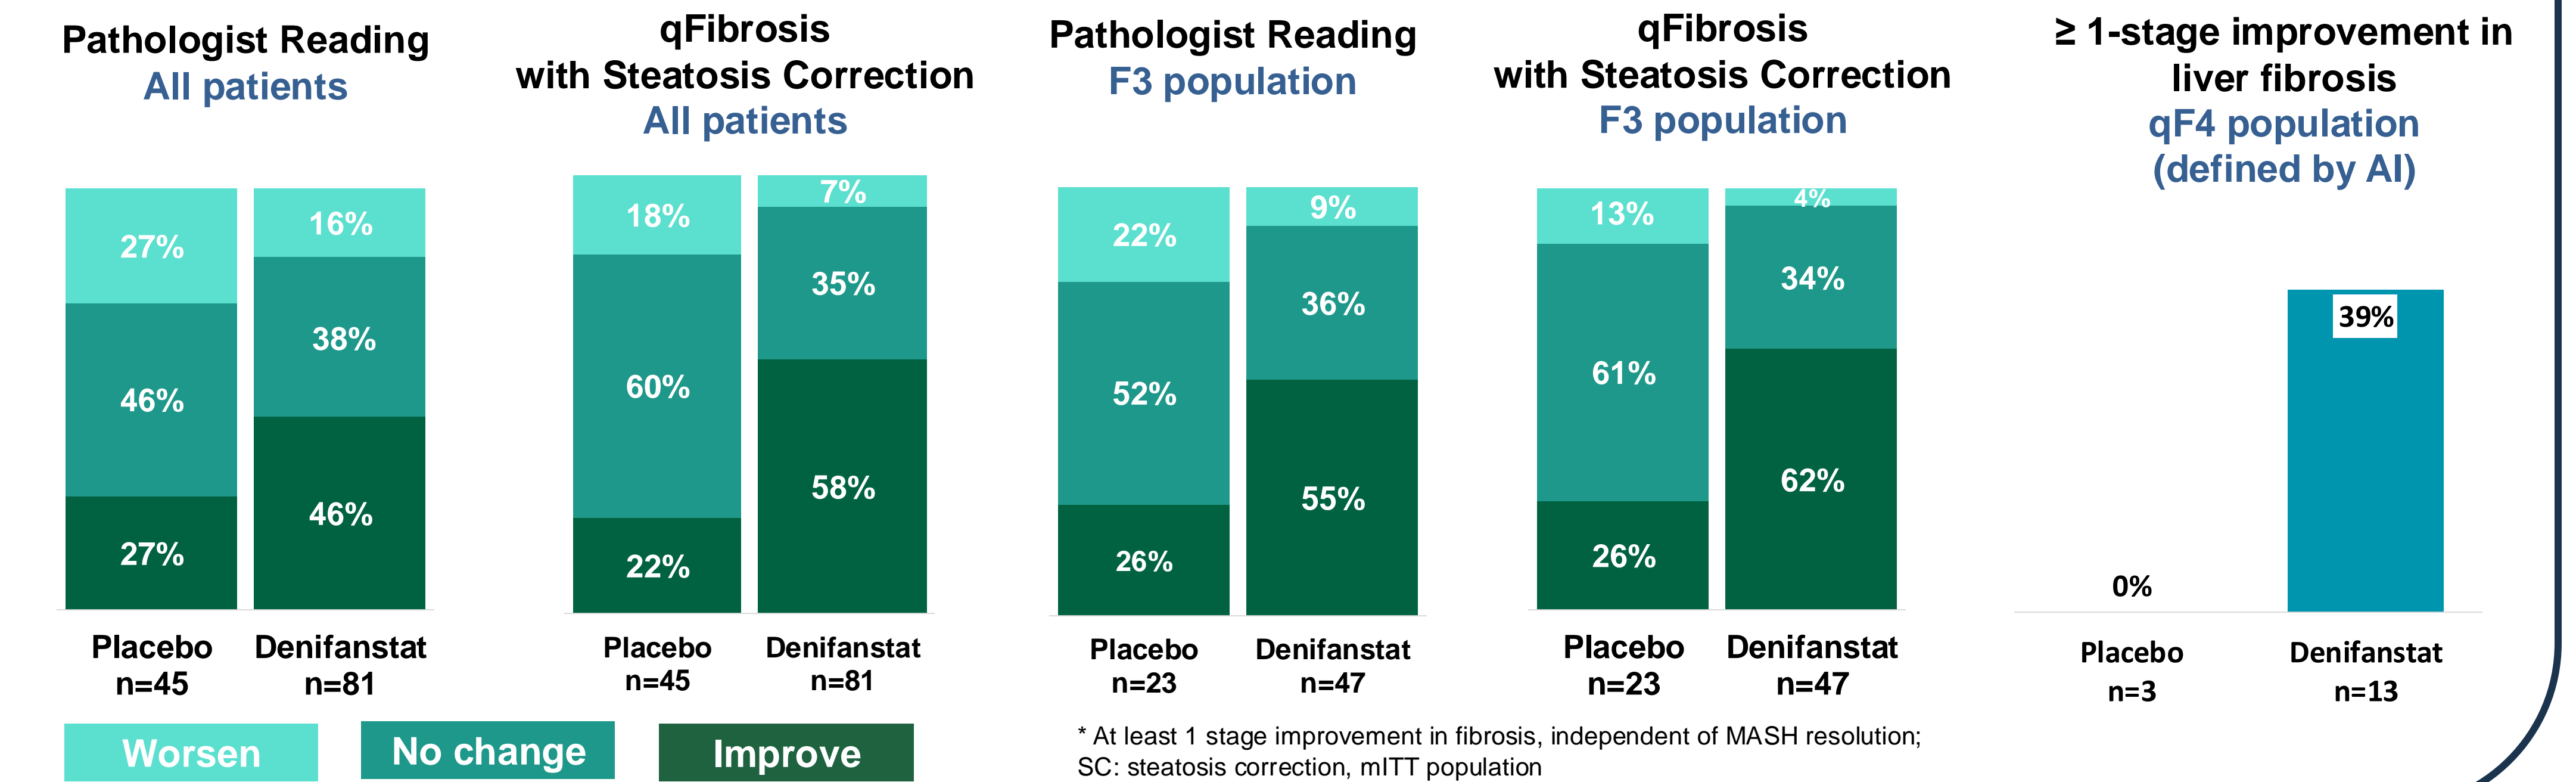 Pathologist Reading
All patients
27%
46%
27%
16%
38%
46%
Placebo
n=45
Denifanstat
n=81
qFibrosis
with Steatosis Correction
All patients
18%
60%
22%
7%
35%
58%
Placebo
n=45
Denifanstat
n=81
Worsen
No change
Improve
Pathologist Reading
F3 population
22%
52%
26%
9%
36%
55%
Placebo
n=23
Denifanstat
n=47
qFibrosis
with Steatosis Correction
F3 population
13%
61%
26%
4%
34%
62%
Placebo
n=23
Denifanstat
n=47
* At least 1 stage improvement in fibrosis, independent of MASH resolution;
SC: steatosis correction, mITT population
≥ 1-stage improvement in
liver fibrosis
qF4 population
(defined by AI)
0%
39%
Placebo
n=3
Denifanstat
n=13